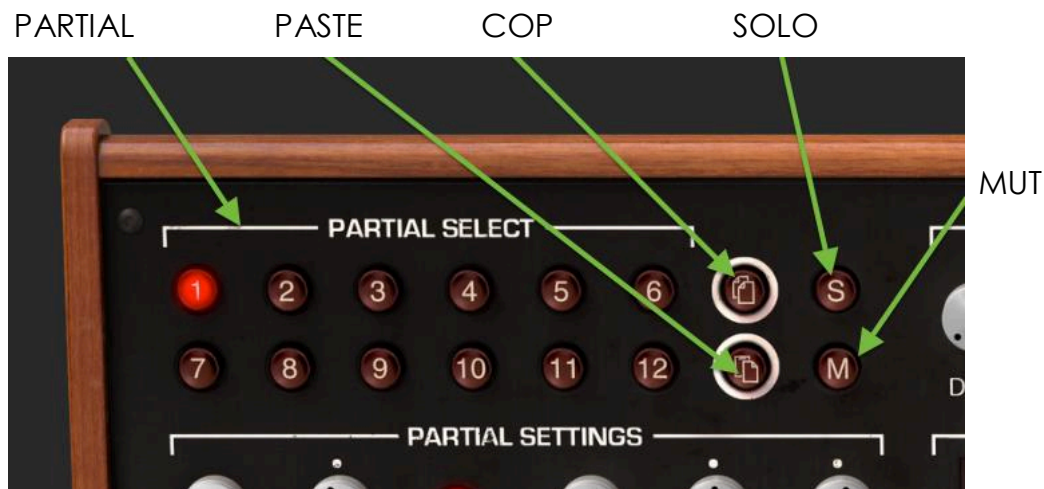 PARTIAL PASTE COP SOLO
MUT
PARTIAL SELECT
1 2 3 4 5 6 S
7 8 9 10 11 12 M
D
PARTIAL SETTINGS